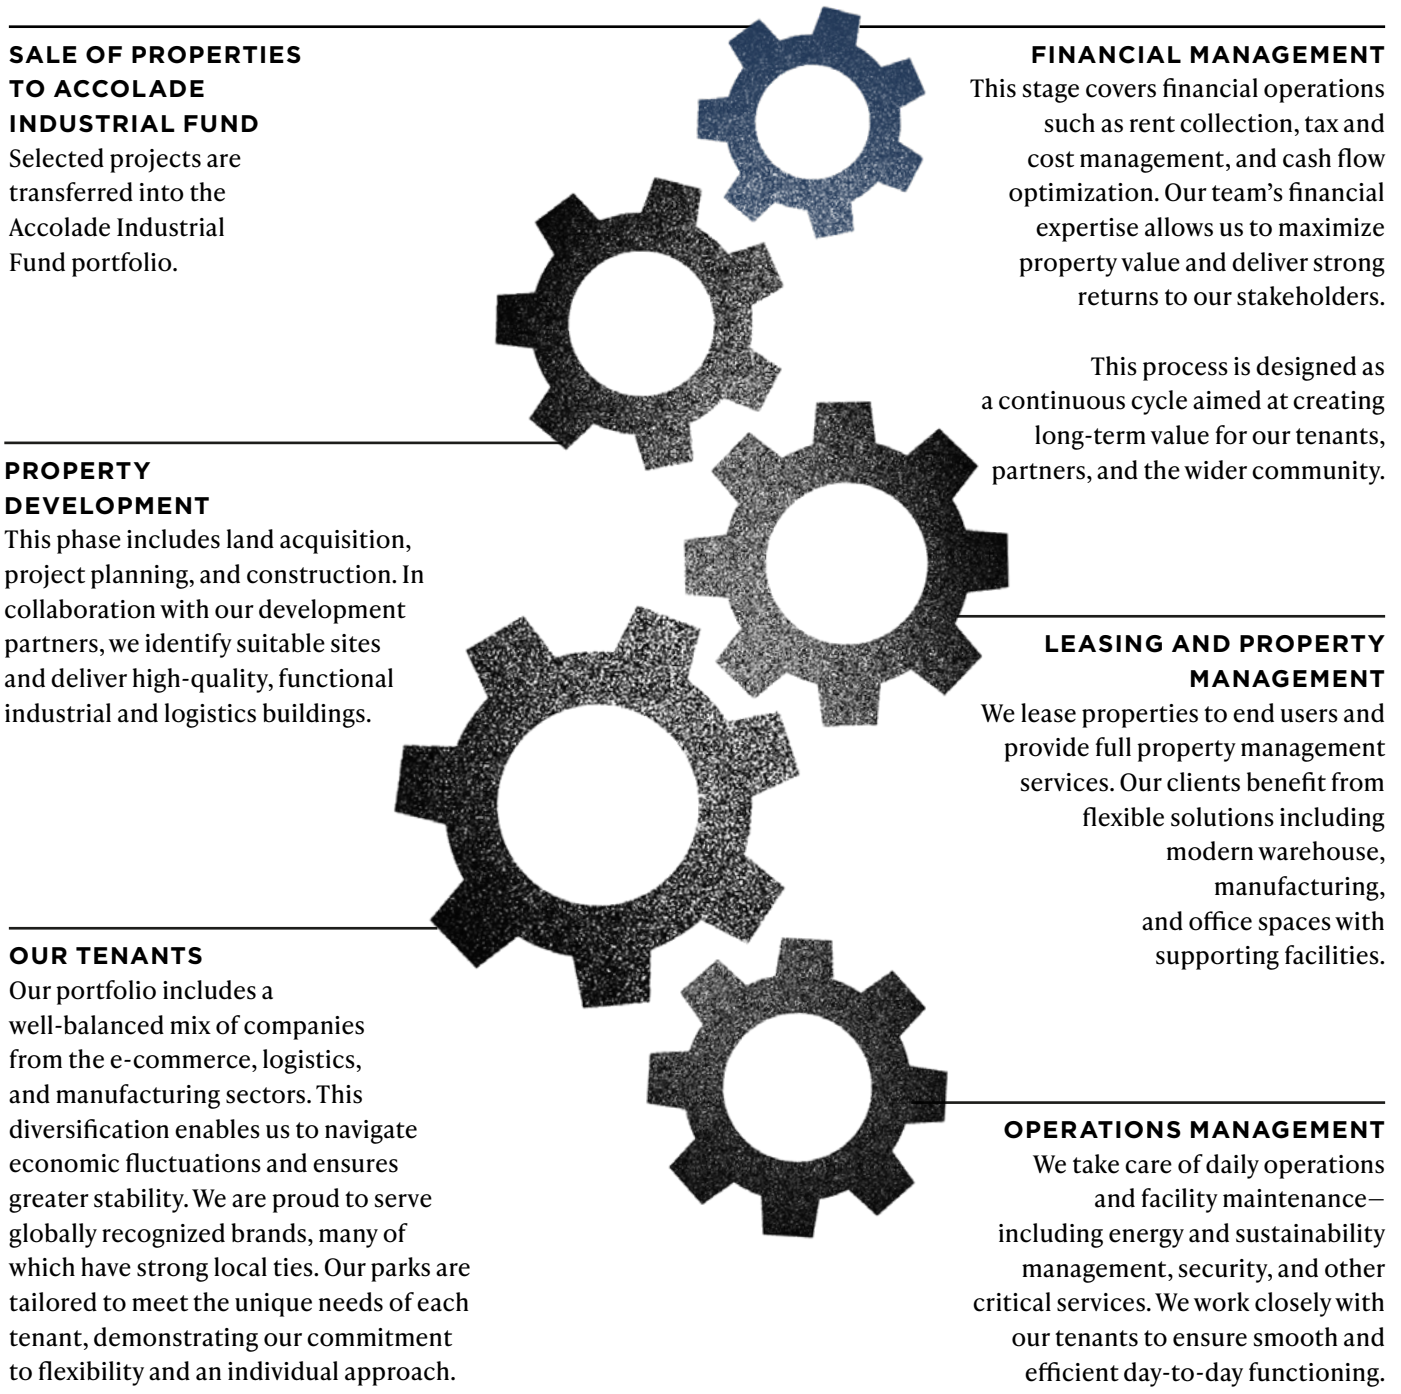 SALE OF PROPERTIES
TO ACCOLADE
INDUSTRIAL FUND
Selected projects are
transferred into the
Accolade Industrial
Fund portfolio.
PROPERTY
DEVELOPMENT
This phase includes land acquisition,
project planning, and construction. In
collaboration with our development
partners, we identify suitable sites
and deliver high-quality, functional
industrial and logistics buildings.
OUR TENANTS
Our portfolio includes a
well-balanced mix of companies
from the e-commerce, logistics,
and manufacturing sectors. This
diversification enables us to navigate
economic fluctuations and ensures
greater stability. We are proud to serve
globally recognized brands, many of
which have strong local ties. Our parks are
tailored to meet the unique needs of each
tenant, demonstrating our commitment
to flexibility and an individual approach.
FINANCIAL MANAGEMENT
This stage covers financial operations
such as rent collection, tax and
cost management, and cash flow
optimization. Our team’s financial
expertise allows us to maximize
property value and deliver strong
returns to our stakeholders.
This process is designed as
a continuous cycle aimed at creating
long-term value for our tenants,
partners, and the wider community.
LEASING AND PROPERTY
MANAGEMENT
We lease properties to end users and
provide full property management
services. Our clients benefit from
flexible solutions including
modern warehouse,
manufacturing,
and office spaces with
supporting facilities.
OPERATIONS MANAGEMENT
We take care of daily operations
and facility maintenance—
including energy and sustainability
management, security, and other
critical services. We work closely with
our tenants to ensure smooth and
efficient day-to-day functioning.